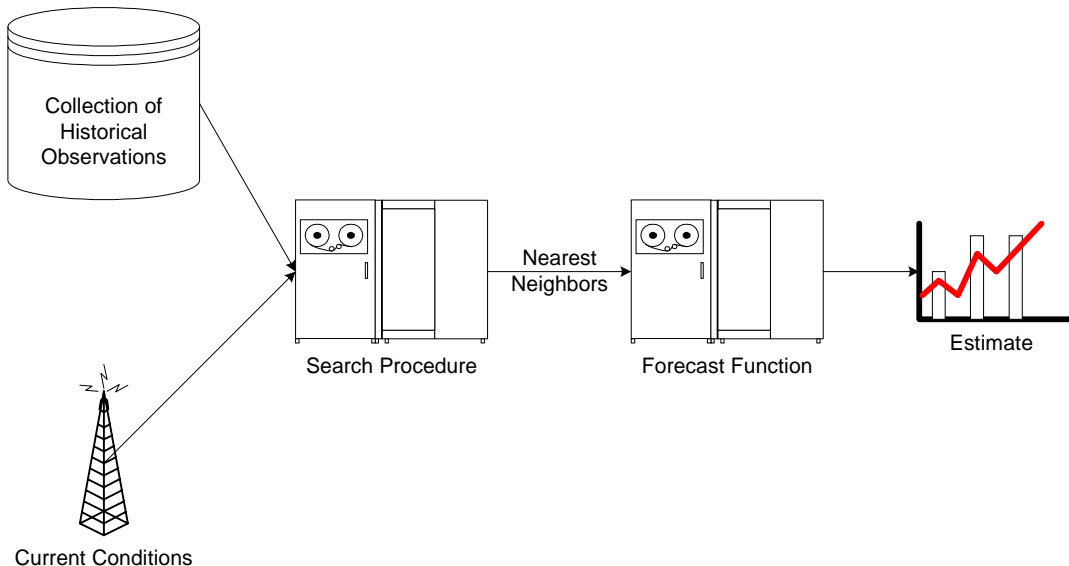 Collection of
Historical
Observations
Nearest
Neighbors
Search Procedure
Forecast Function
Estimate
Current Conditions